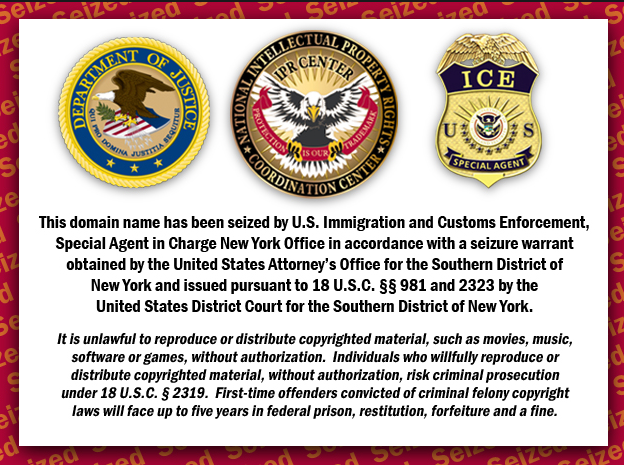 DEPARTMENT OF JUSTICE
QUI PRO DOMINA JUSTITIA SEQUITUR
NATIONAL INTELLECTUAL PROPERTY RIGHTS
IPR CENTER
PROTECTION IS OUR TRADEMARK
COORDINATION CENTER
ICE
U S
SPECIAL AGENT
This domain name has been seized by U.S. Immigration and Customs Enforcement,
Special Agent in Charge New York Office in accordance with a seizure warrant
obtained by the United States Attorney's Office for the Southern District of
New York and issued pursuant to 18 U.S.C. §§ 981 and 2323 by the
United States District Court for the Southern District of New York.
It is unlawful to reproduce or distribute copyrighted material, such as movies, music,
software or games, without authorization.  Individuals who willfully reproduce or
distribute copyrighted material, without authorization, risk criminal prosecution
under 18 U.S.C. § 2319.  First-time offenders convicted of criminal felony copyright
laws will face up to five years in federal prison, restitution, forfeiture and a fine.
Seized